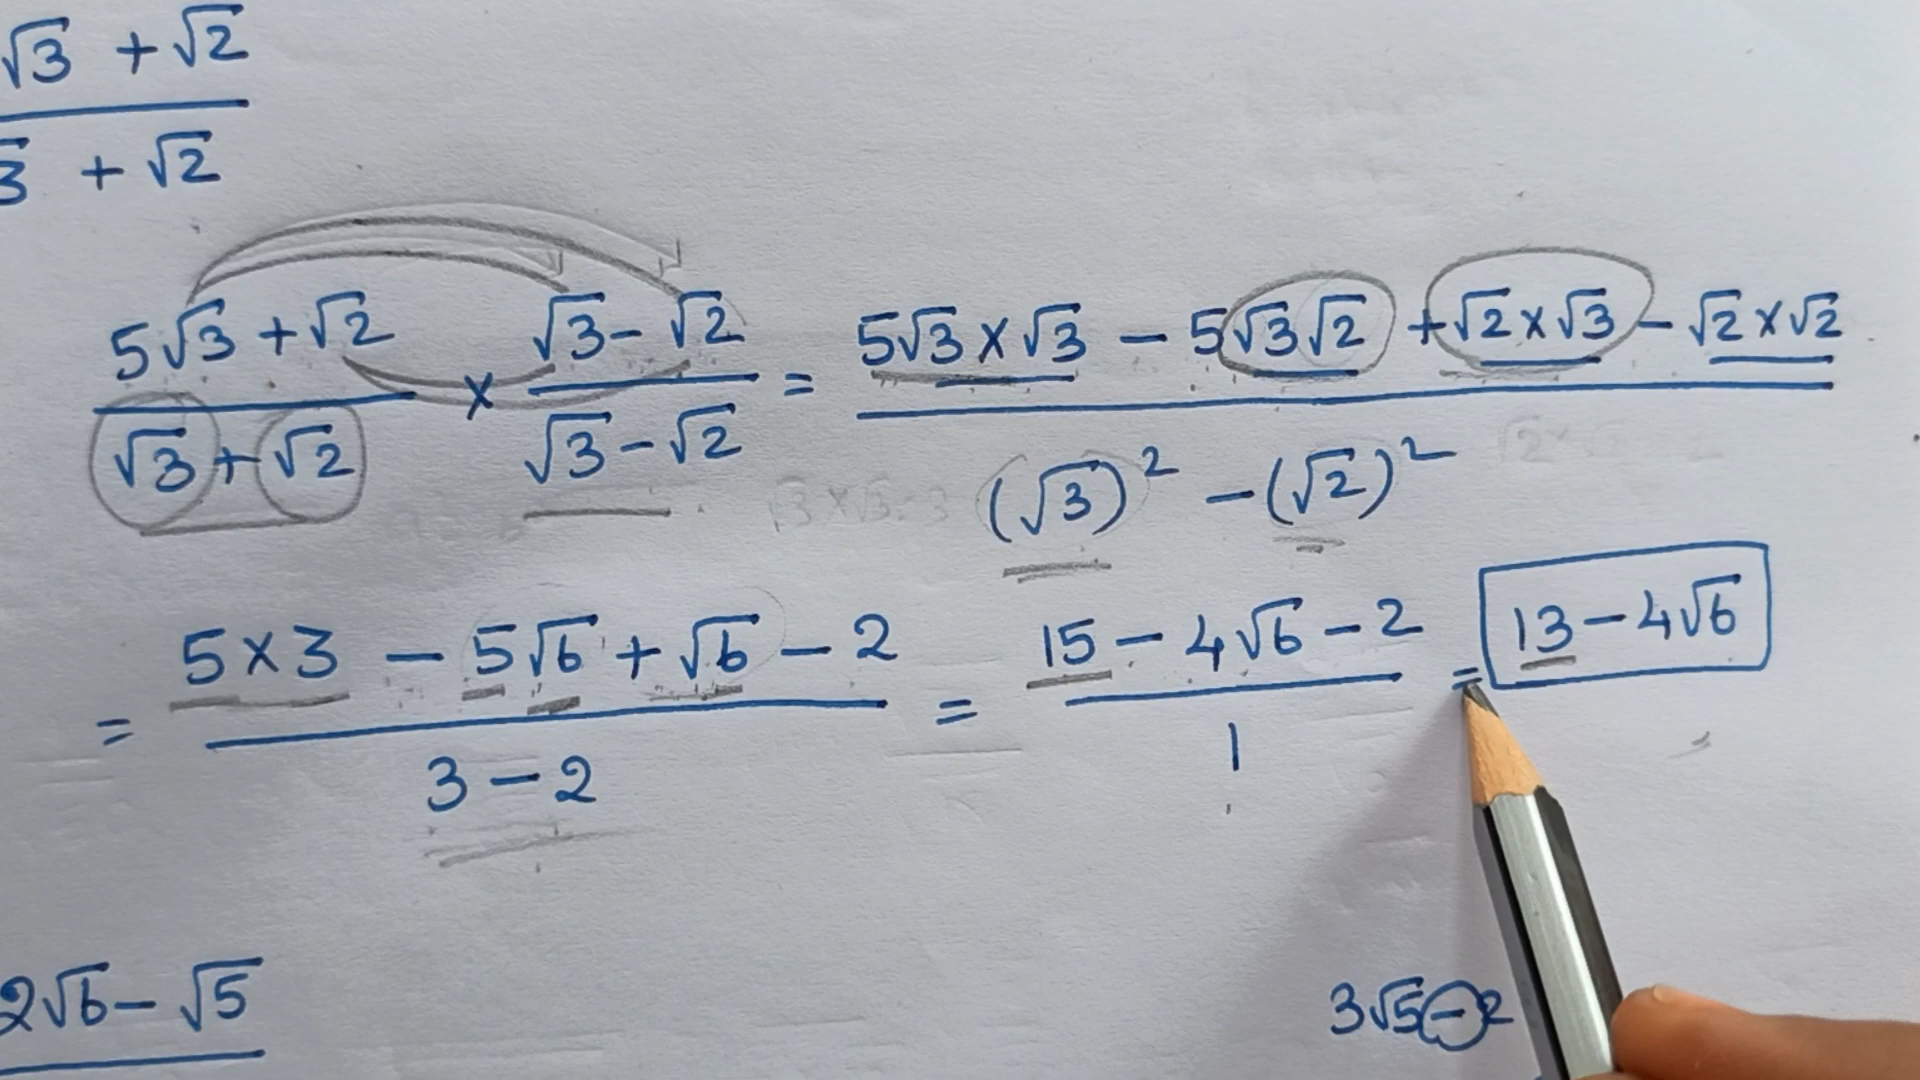 √3 + √2
3 + √2
5√3 + √2 √3 - √2 5√3 × √3 - 5√3√2 + √2 × √3 - √2 × √2
× =
√3 + √2 √3 - √2 (√3)² - (√2)²
5 × 3 - 5√6 + √6 - 2 15 - 4√6 - 2 13 - 4√6
= = =
3 - 2 1
2√6 - √5
3√5 - 2